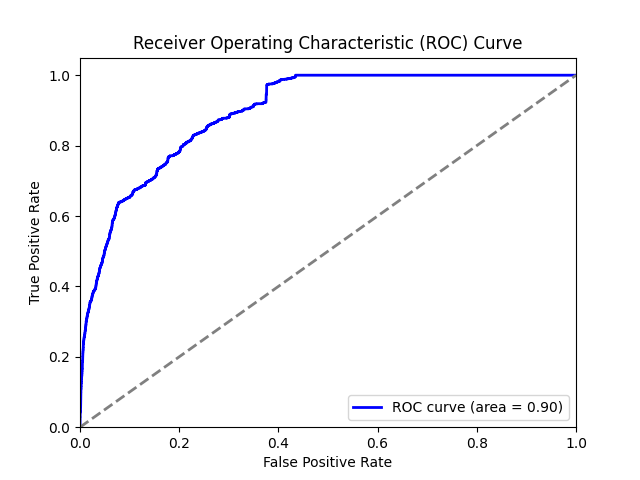 Receiver Operating Characteristic (ROC) Curve
True Positive Rate
1.0
0.8
0.6
0.4
0.2
0.0
0.0 0.2 0.4 0.6 0.8 1.0
False Positive Rate
ROC curve (area = 0.90)